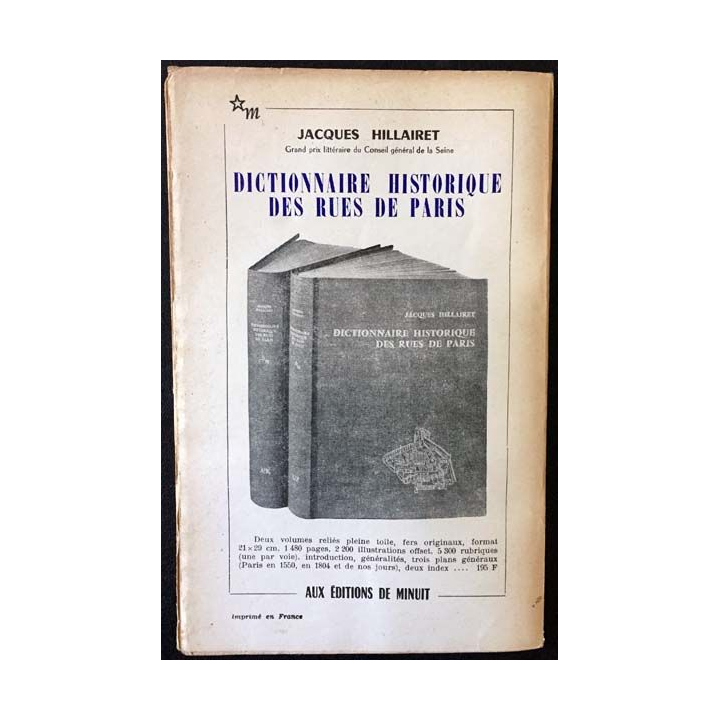 m
JACQUES HILLAIRET
Grand prix littéraire du Conseil général de la Seine
DICTIONNAIRE HISTORIQUE
DES RUES DE PARIS
JACQUES HILLAIRET
DICTIONNAIRE HISTORIQUE
DES RUES DE PARIS
Deux volumes reliés pleine toile, fers originaux, format
21×29 cm, 1 480 pages, 2 200 illustrations offset, 5 300 rubriques
(une par voie), introduction, généralités, trois plans généraux
(Paris en 1550, en 1804 et de nos jours), deux index .... 195 F
AUX ÉDITIONS DE MINUIT
imprimé en France